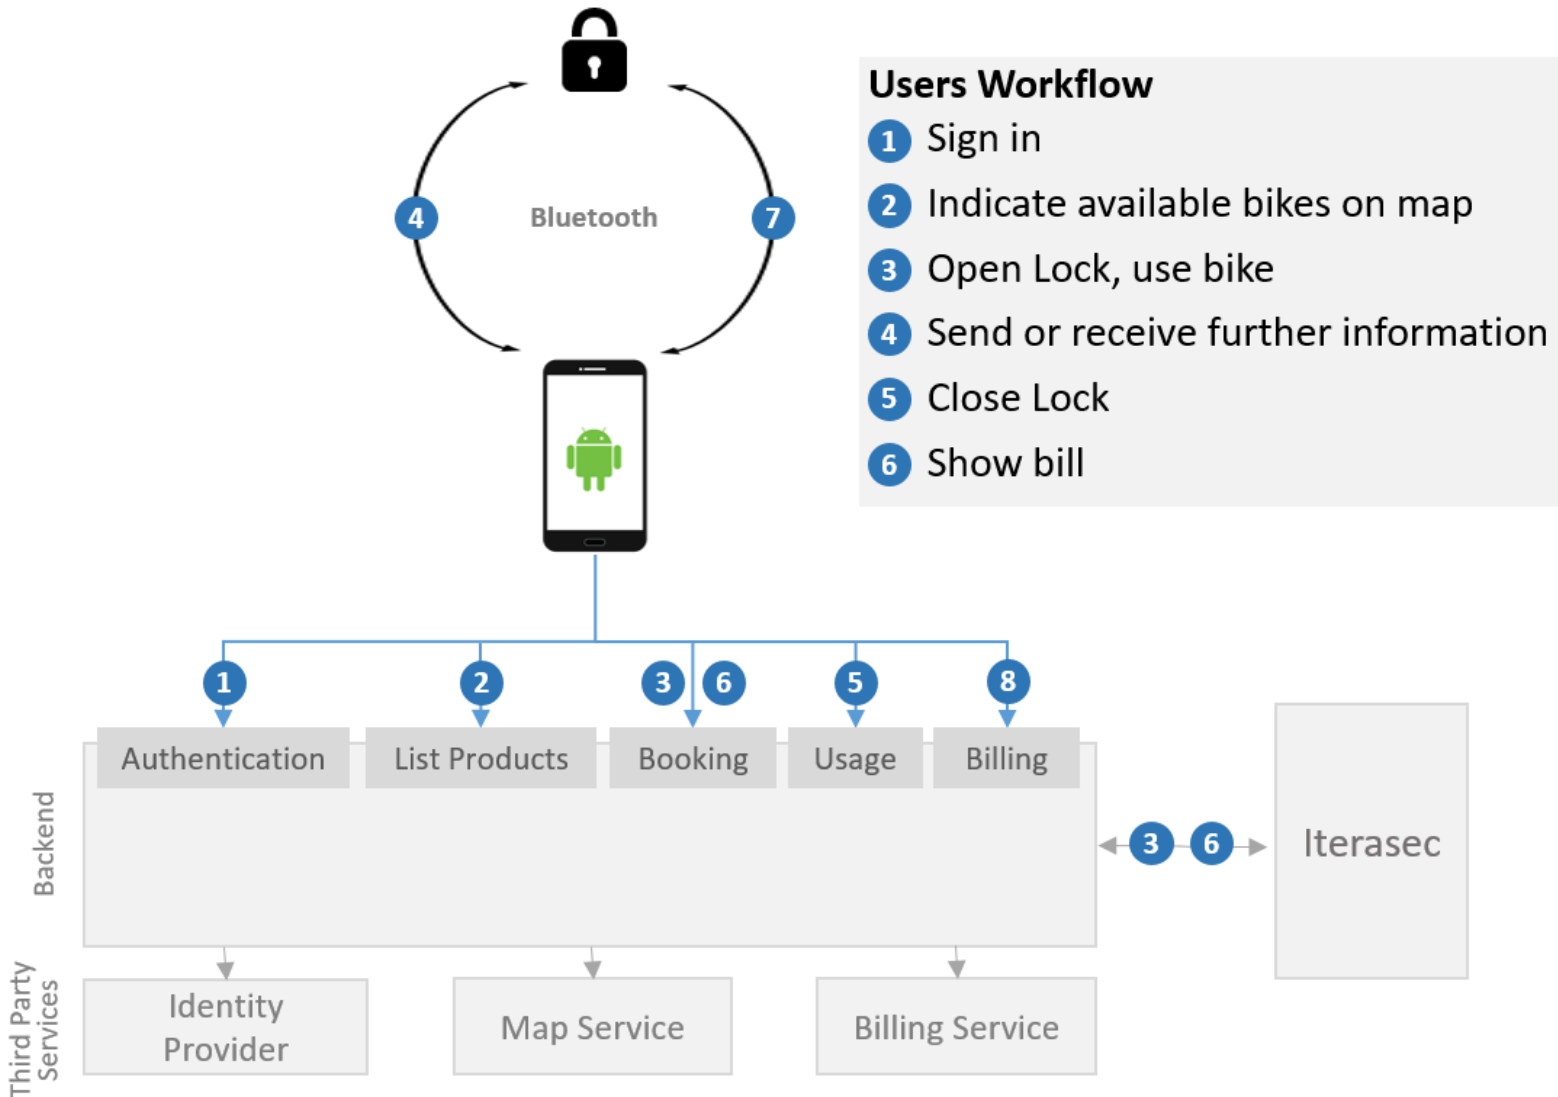 Users Workflow
1 Sign in
2 Indicate available bikes on map
3 Open Lock, use bike
4 Send or receive further information
5 Close Lock
6 Show bill
4 Bluetooth 7
1 2 3 6 5 8
Authentication List Products Booking Usage Billing
Backend
3 6
Iterasec
Third Party
Services
Identity
Provider
Map Service
Billing Service